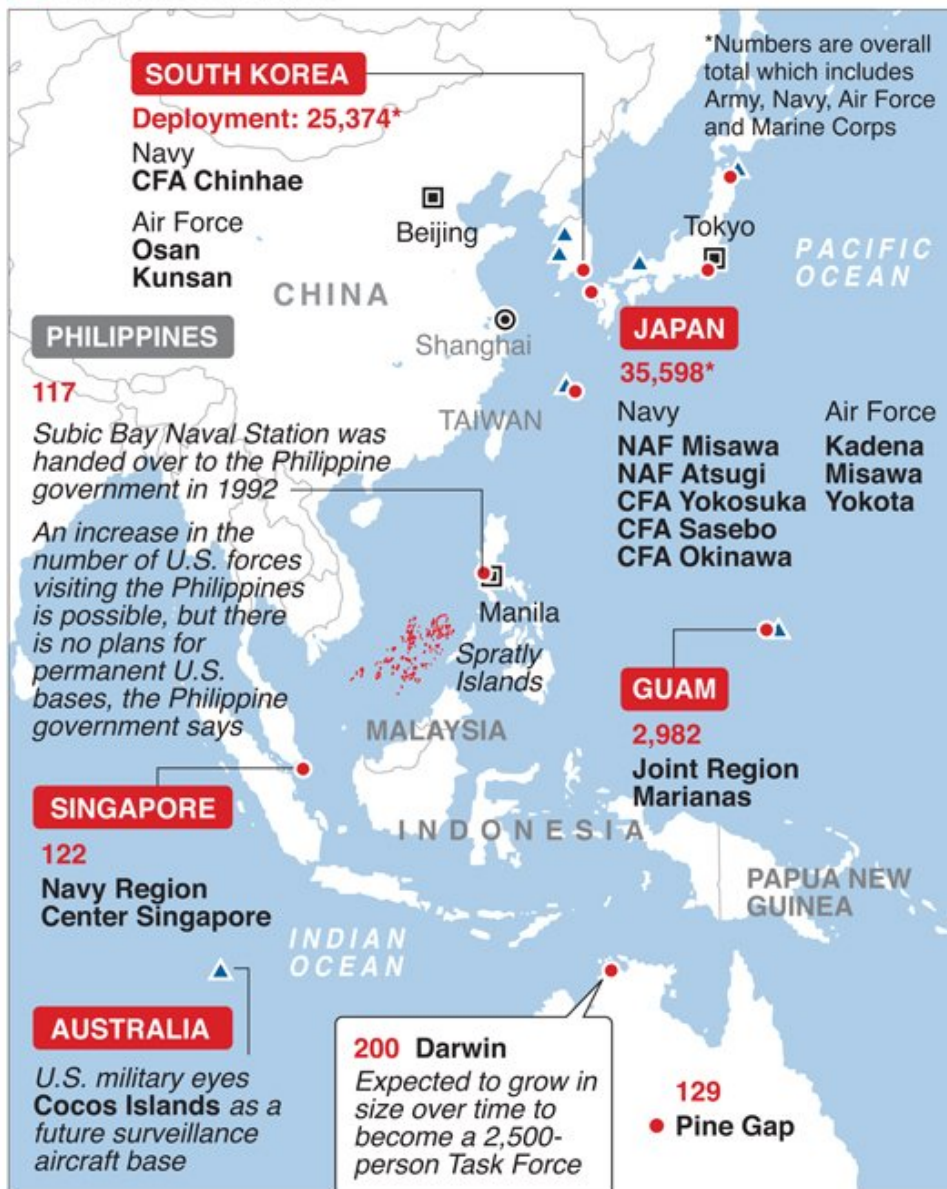 *Numbers are overall
total which includes
Army, Navy, Air Force
and Marine Corps
SOUTH KOREA
Deployment: 25,374*
Navy
CFA Chinhae
Air Force
Osan
Kunsan
Beijing
Tokyo
PACIFIC
OCEAN
CHINA
Shanghai
TAIWAN
PHILIPPINES
117
Subic Bay Naval Station was
handed over to the Philippine
government in 1992
An increase in the
number of U.S. forces
visiting the Philippines
is possible, but there
is no plans for
permanent U.S.
bases, the Philippine
government says
JAPAN
35,598*
Navy
NAF Misawa
NAF Atsugi
CFA Yokosuka
CFA Sasebo
CFA Okinawa
Air Force
Kadena
Misawa
Yokota
Manila
Spratly
Islands
MALAYSIA
GUAM
2,982
Joint Region
Marianas
SINGAPORE
122
Navy Region
Center Singapore
INDONESIA
PAPUA NEW
GUINEA
INDIAN
OCEAN
AUSTRALIA
U.S. military eyes
Cocos Islands as a
future surveillance
aircraft base
200 Darwin
Expected to grow in
size over time to
become a 2,500-
person Task Force
129
Pine Gap